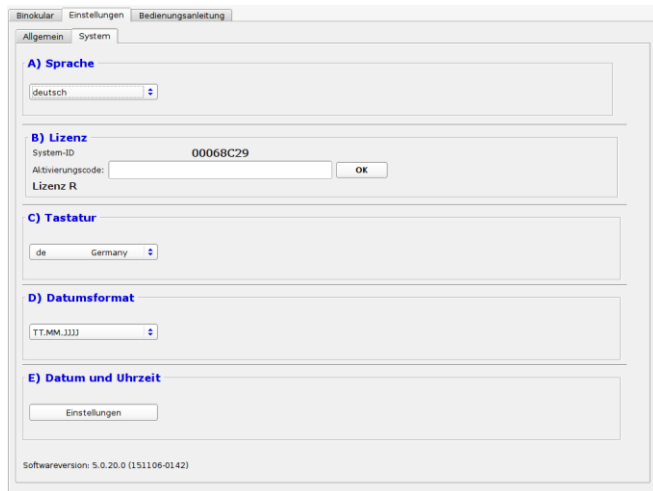 Binokular Einstellungen Bedienungsanleitung
Allgemein System
A) Sprache
deutsch
B) Lizenz
System-ID 00068C29
Aktivierungscode: OK
Lizenz R
C) Tastatur
de Germany
D) Datumsformat
TT.MM.JJJJ
E) Datum und Uhrzeit
Einstellungen
Softwareversion: 5.0.20.0 (151106-0142)